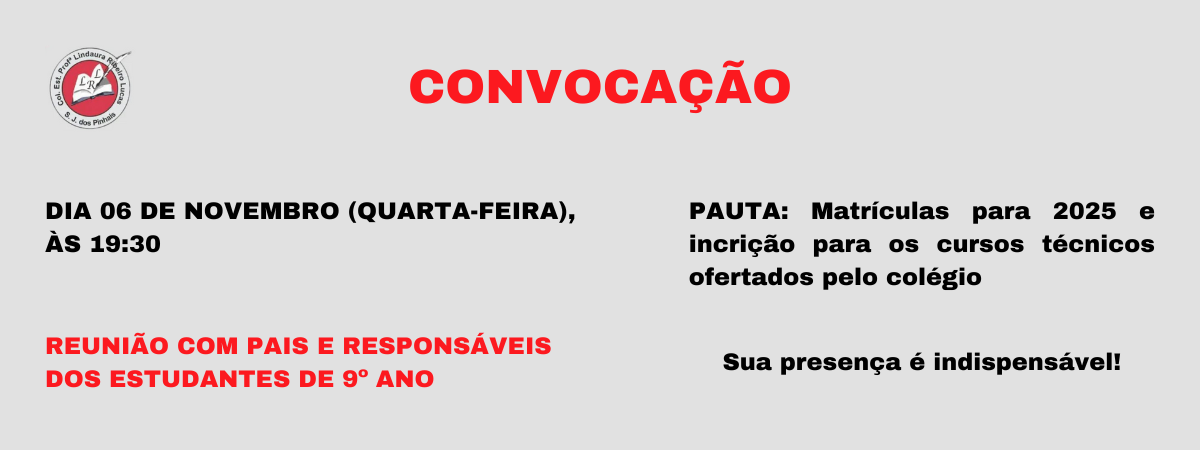 Col. Est. Profª Lindaura Ribeiro Lucas
L L R
S. J. dos Pinhais
CONVOCAÇÃO
DIA 06 DE NOVEMBRO (QUARTA-FEIRA),
ÀS 19:30
REUNIÃO COM PAIS E RESPONSÁVEIS
DOS ESTUDANTES DE 9º ANO
PAUTA: Matrículas para 2025 e
incrição para os cursos técnicos
ofertados pelo colégio
Sua presença é indispensável!